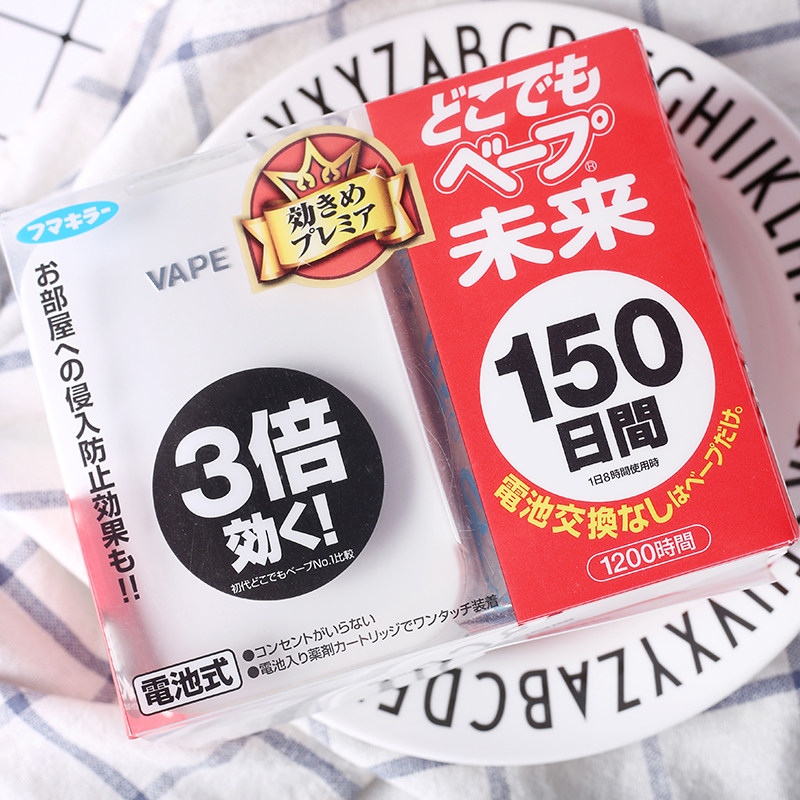 フマキラー
VAPE
効きめ
プレミア
お部屋への侵入防止効果も!!
3倍
効く!
初代どこでもベープNo.1比較
電池式
●コンセントがいらない
●電池入り薬剤カートリッジでワンタッチ装着
どこでも
ベープ®
未来
150
日間
1日8時間使用時
電池交換なしはベープだけ。
1200時間
VWXYZABCD
GHIJKL
UVWXYZABCDE